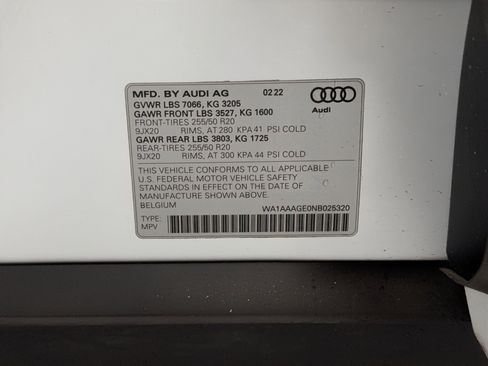 MFD. BY AUDI AG 02 22
GVWR LBS 7066, KG 3205
GAWR FRONT LBS 3527, KG 1600
FRONT-TIRES 255/50 R20
9JX20 RIMS, AT 280 KPA 41 PSI COLD
GAWR REAR LBS 3803, KG 1725
REAR-TIRES 255/50 R20
9JX20 RIMS, AT 300 KPA 44 PSI COLD
Audi
THIS VEHICLE CONFORMS TO ALL APPLICABLE
U.S. FEDERAL MOTOR VEHICLE SAFETY
STANDARDS IN EFFECT ON THE DATE OF
MANUFACTURE SHOWN ABOVE.
BELGIUM WA1AAAGE0NB025320
TYPE:
MPV